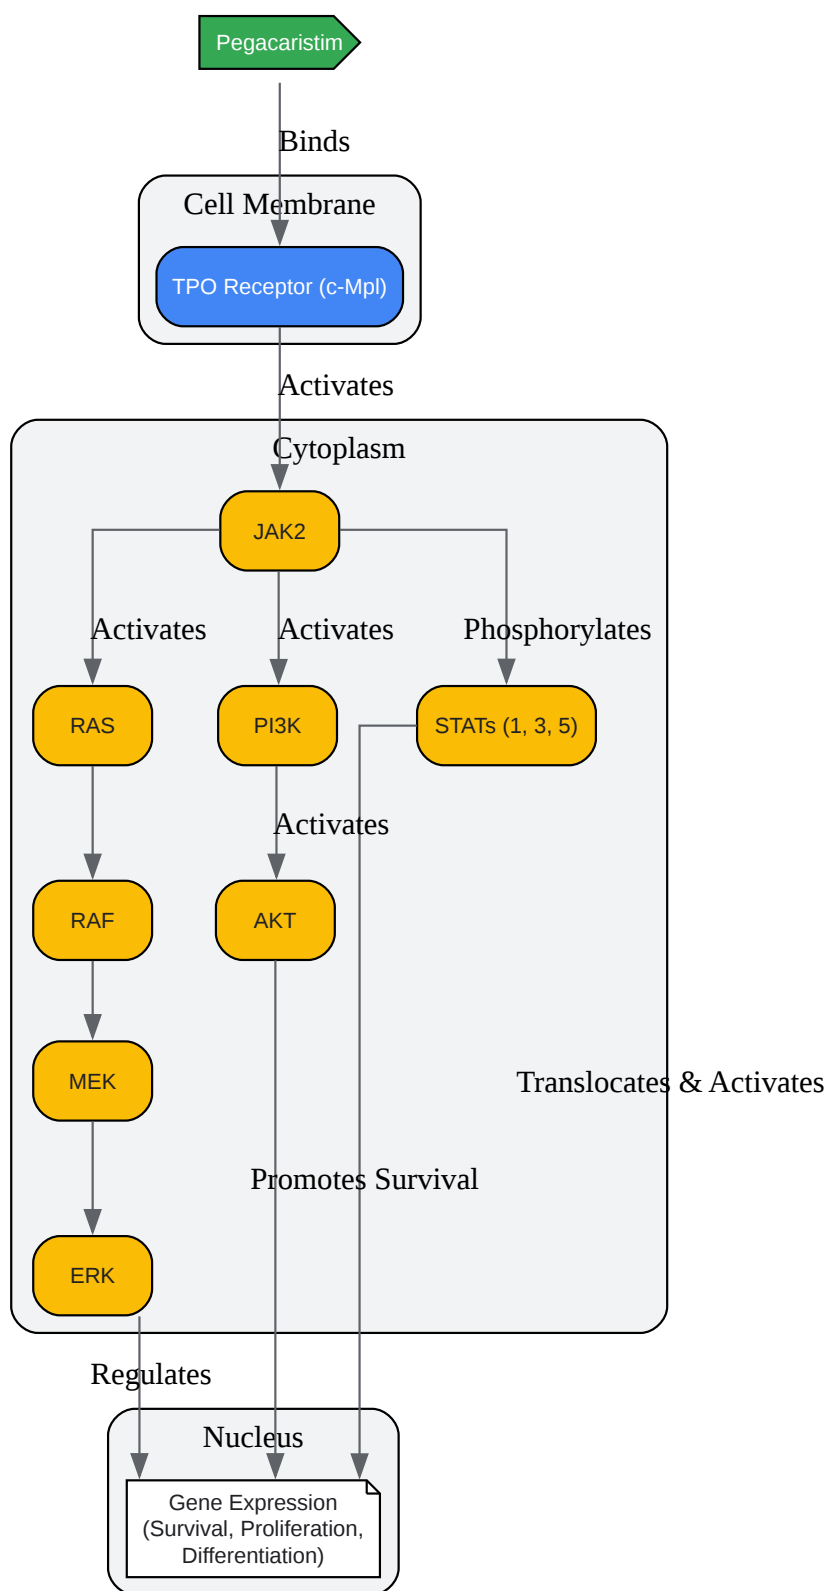 Pegacaristim
Binds
Cell Membrane
TPO Receptor (c-Mpl)
Activates
Cytoplasm
JAK2
Activates
Activates
Phosphorylates
RAS
PI3K
STATs (1, 3, 5)
Activates
RAF
AKT
MEK
Translocates & Activates
Promotes Survival
ERK
Regulates
Nucleus
Gene Expression
(Survival, Proliferation,
Differentiation)